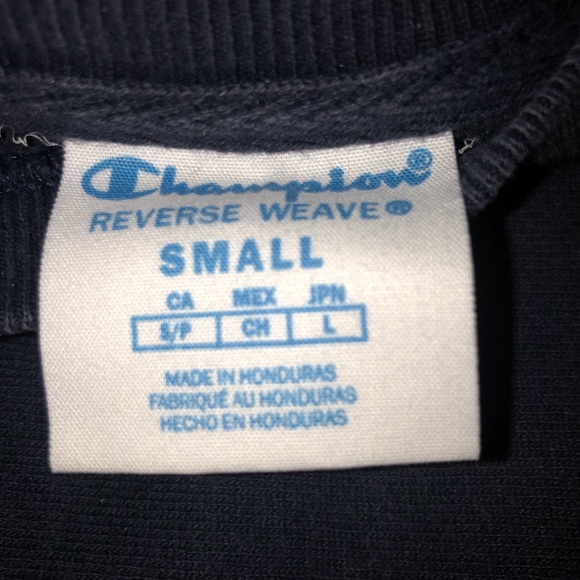 Champion®
REVERSE WEAVE®
SMALL
CA MEX JPN
S/P CH L
MADE IN HONDURAS
FABRIQUÉ AU HONDURAS
HECHO EN HONDURAS